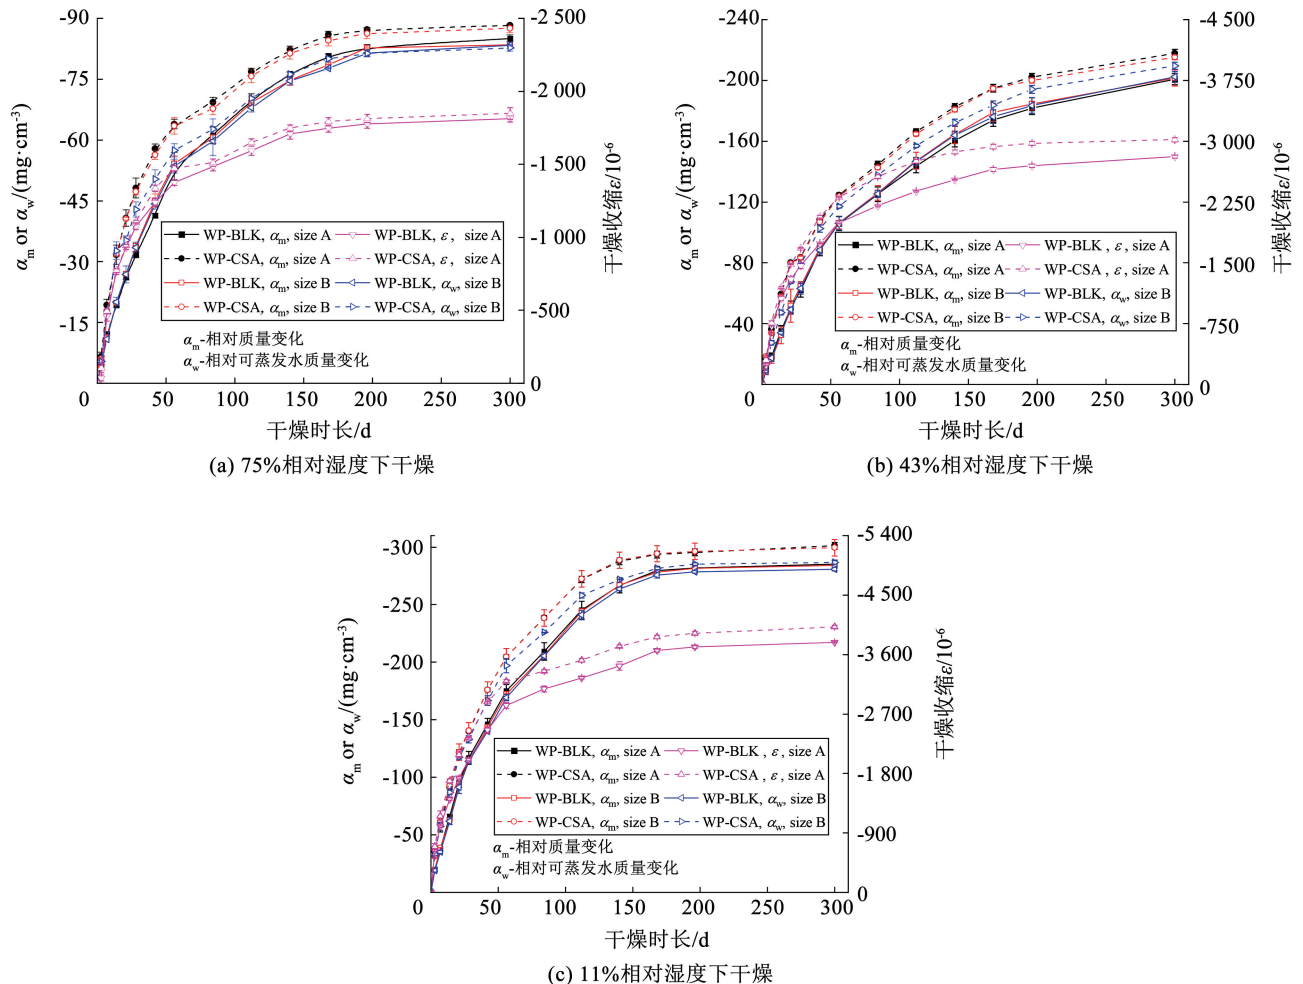 -90
-75
-60
-45
-30
-15
αm or αw/(mg·cm-3)
-2 500
-2 000
-1 500
-1 000
-500
0
干燥收缩ε/10-6
WP-BLK, αm, size A
WP-BLK, ε, size A
WP-CSA, αm, size A
WP-CSA, ε, size A
WP-BLK, αm, size B
WP-BLK, αw, size B
WP-CSA, αm, size B
WP-CSA, αw, size B
αm-相对质量变化
αw-相对可蒸发水质量变化
0 50 100 150 200 250 300
干燥时长/d
(a) 75%相对湿度下干燥
-240
-200
-160
-120
-80
-40
αm or αw/(mg·cm-3)
-4 500
-3 750
-3 000
-2 250
-1 500
-750
0
干燥收缩ε/10-6
WP-BLK, αm, size A
WP-BLK , ε, size A
WP-CSA, αm, size A
WP-CSA , ε, size A
WP-BLK, αm, size B
WP-BLK, αw, size B
WP-CSA, αm, size B
WP-CSA, αw, size B
αm-相对质量变化
αw-相对可蒸发水质量变化
0 50 100 150 200 250 300
干燥时长/d
(b) 43%相对湿度下干燥
-300
-250
-200
-150
-100
-50
αm or αw/(mg·cm-3)
-5 400
-4 500
-3 600
-2 700
-1 800
-900
0
干燥收缩ε/10-6
WP-BLK, αm, size A
WP-BLK , ε, size A
WP-CSA, αm, size A
WP-CSA , ε, size A
WP-BLK, αm, size B
WP-BLK, αw, size B
WP-CSA, αm, size B
WP-CSA, αw, size B
αm-相对质量变化
αw-相对可蒸发水质量变化
0 50 100 150 200 250 300
干燥时长/d
(c) 11%相对湿度下干燥